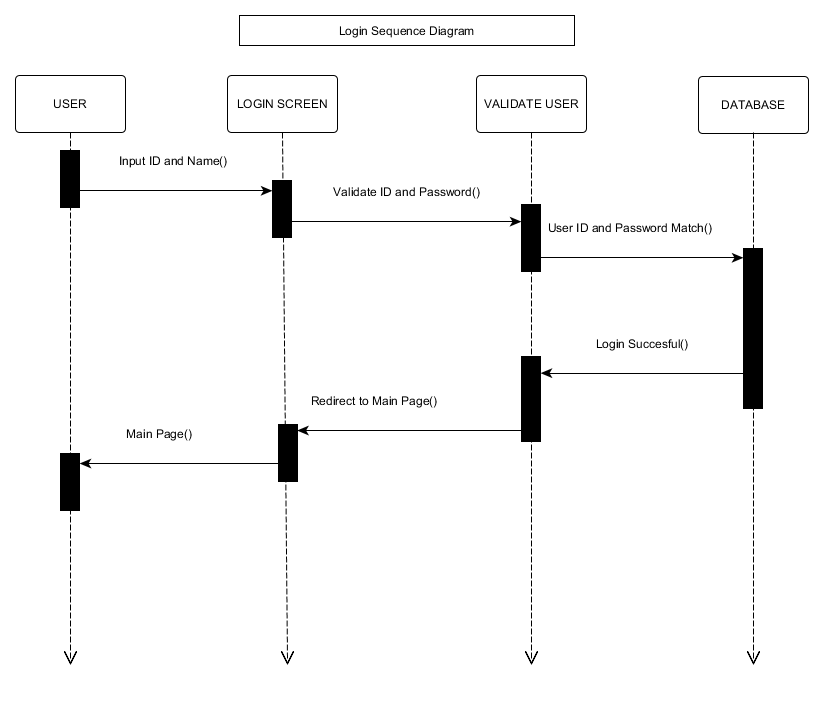 Login Sequence Diagram
USER
LOGIN SCREEN
VALIDATE USER
DATABASE
Input ID and Name()
Validate ID and Password()
User ID and Password Match()
Login Succesful()
Redirect to Main Page()
Main Page()